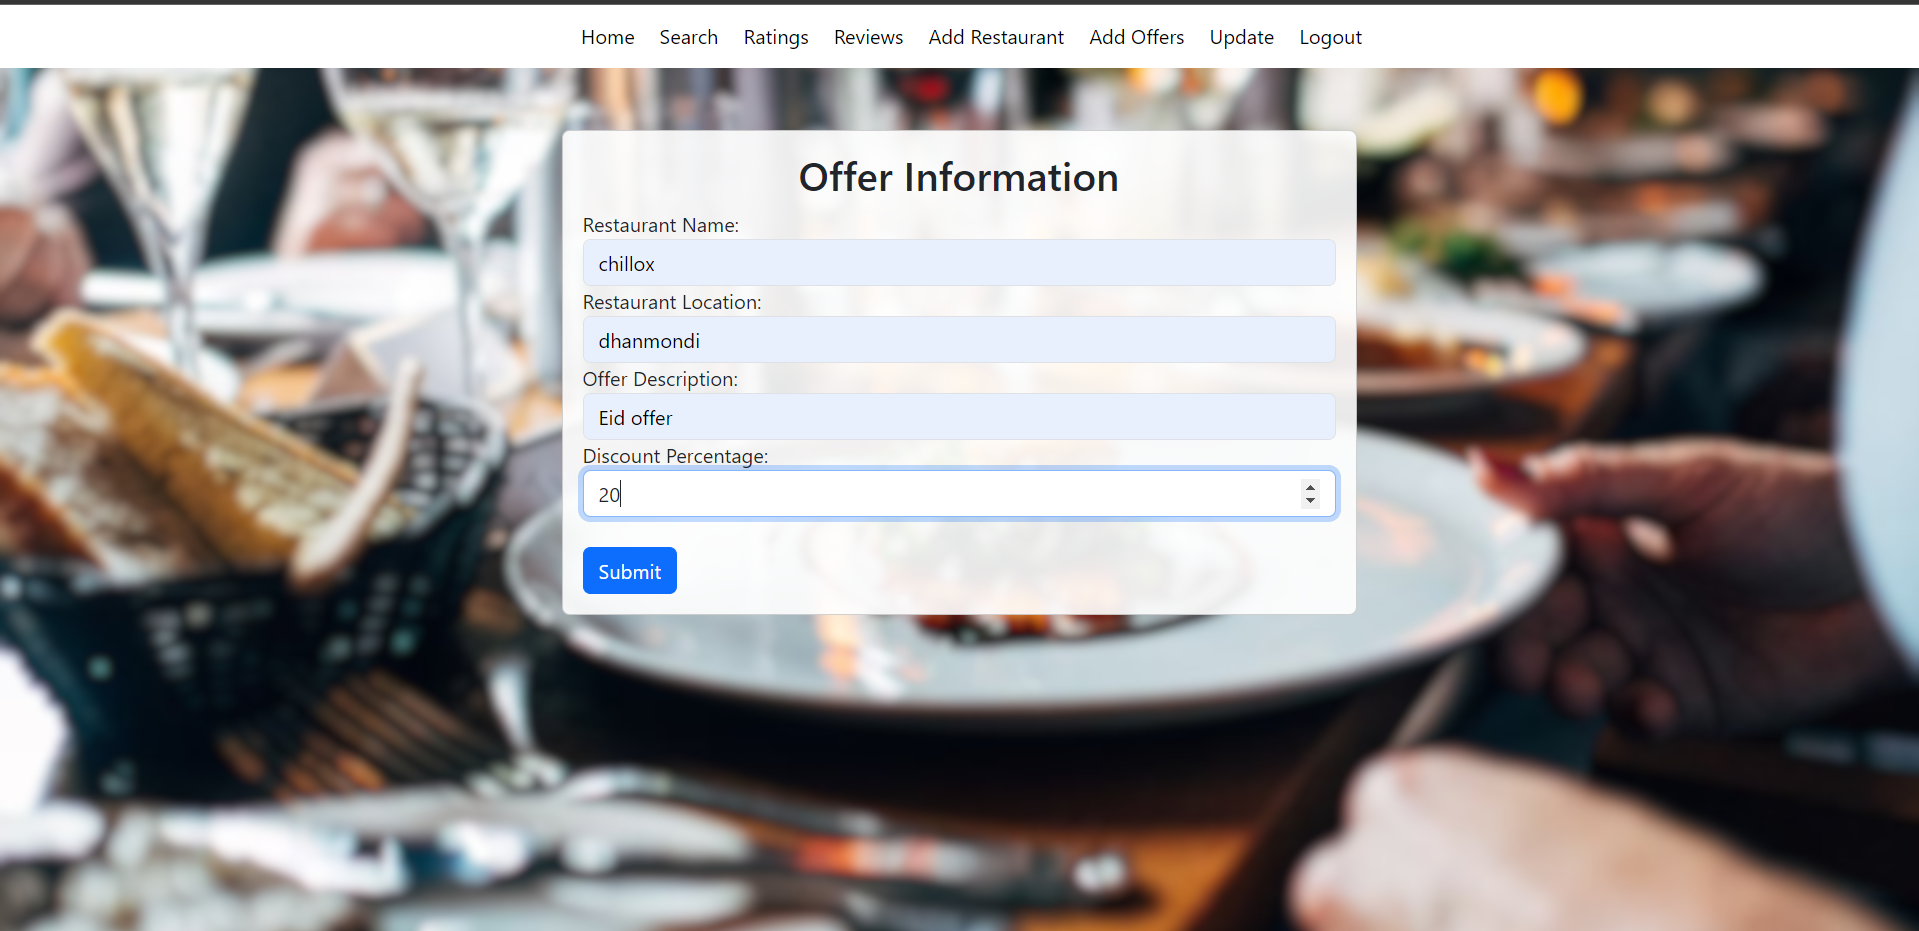 Home Search Ratings Reviews Add Restaurant Add Offers Update Logout
Offer Information
Restaurant Name:
chillox
Restaurant Location:
dhanmondi
Offer Description:
Eid offer
Discount Percentage:
20
Submit